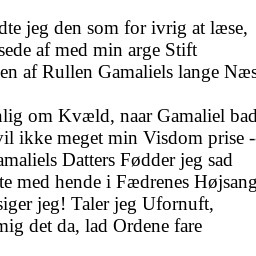 dte jeg den som for ivrig at læse,
sede af med min arge Stift
en af Rullen Gamaliels lange Næs
lig om Kvæld, naar Gamaliel bad
vil ikke meget min Visdom prise -
amaliels Datters Fødder jeg sad
te med hende i Fædrenes Højsang
siger jeg! Taler jeg Ufornuft,
mig det da, lad Ordene fare